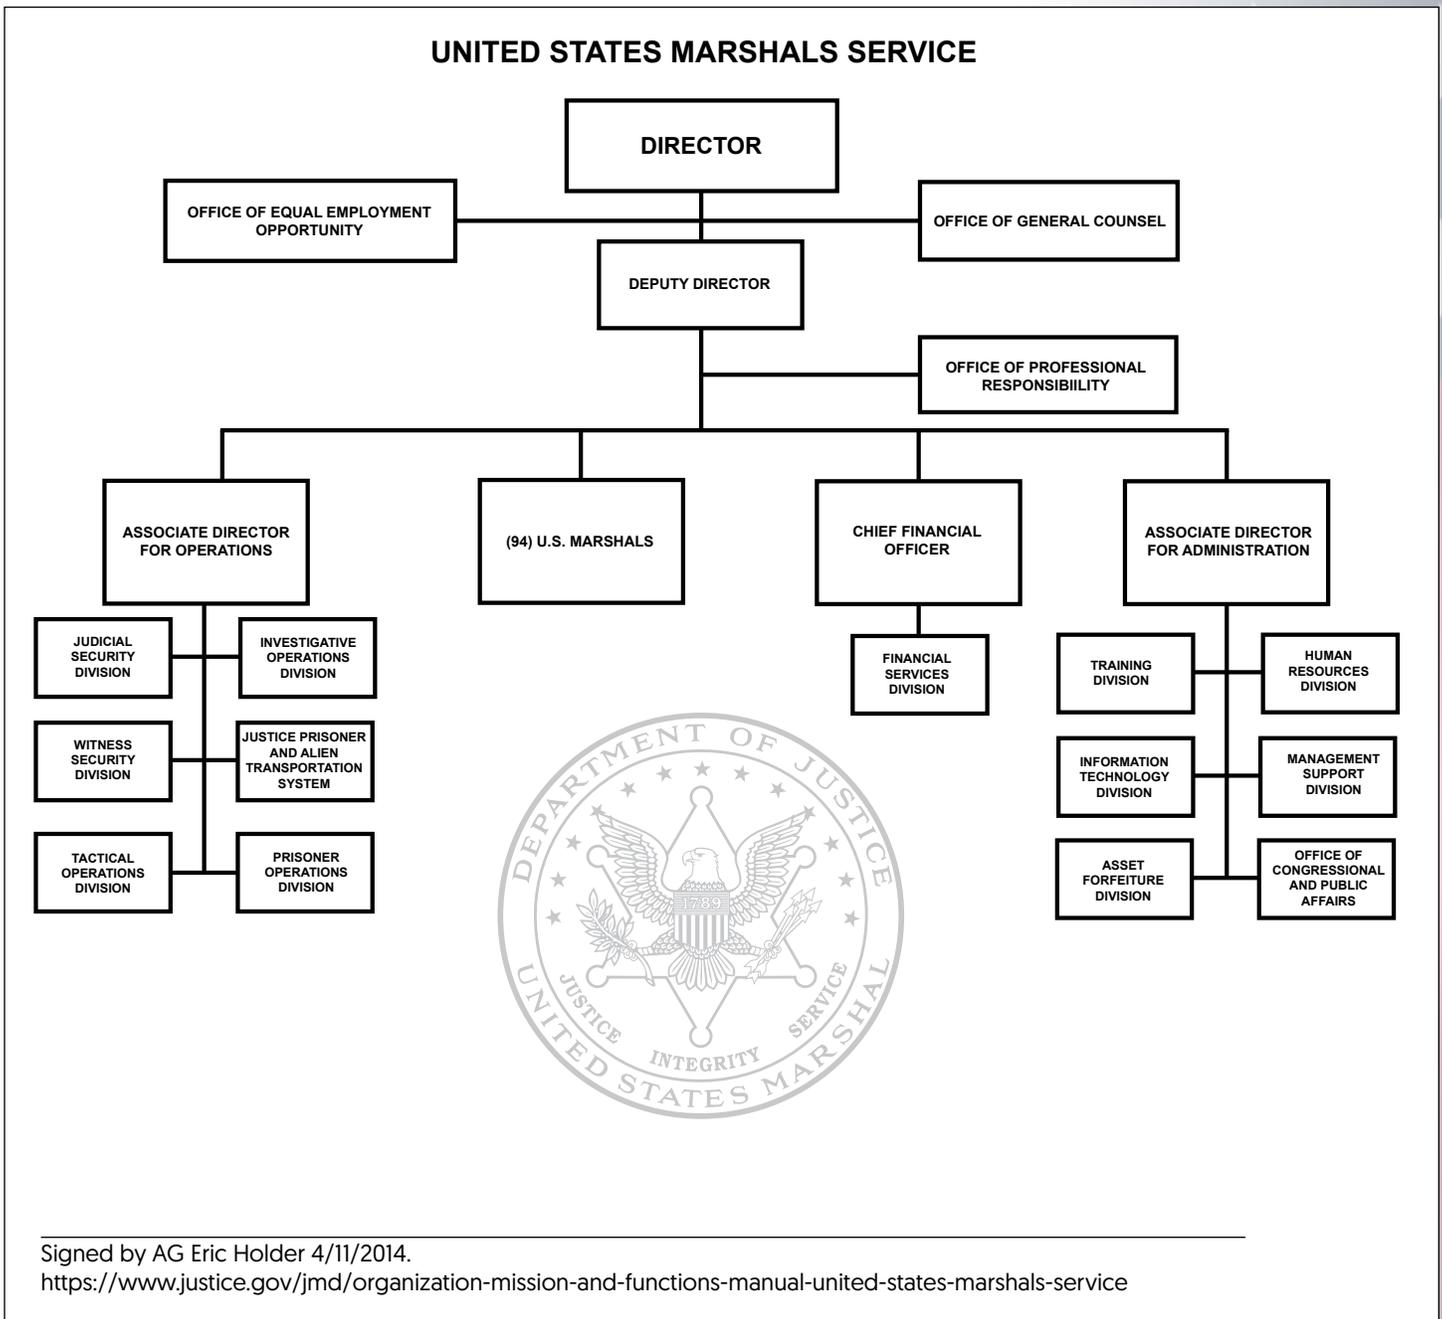 UNITED STATES MARSHALS SERVICE
DIRECTOR
OFFICE OF EQUAL EMPLOYMENT
OPPORTUNITY
OFFICE OF GENERAL COUNSEL
DEPUTY DIRECTOR
OFFICE OF PROFESSIONAL
RESPONSIBIILITY
ASSOCIATE DIRECTOR
FOR OPERATIONS
(94) U.S. MARSHALS
CHIEF FINANCIAL
OFFICER
ASSOCIATE DIRECTOR
FOR ADMINISTRATION
JUDICIAL
SECURITY
DIVISION
INVESTIGATIVE
OPERATIONS
DIVISION
WITNESS
SECURITY
DIVISION
JUSTICE PRISONER
AND ALIEN
TRANSPORTATION
SYSTEM
TACTICAL
OPERATIONS
DIVISION
PRISONER
OPERATIONS
DIVISION
FINANCIAL
SERVICES
DIVISION
TRAINING
DIVISION
HUMAN
RESOURCES
DIVISION
INFORMATION
TECHNOLOGY
DIVISION
MANAGEMENT
SUPPORT
DIVISION
ASSET
FORFEITURE
DIVISION
OFFICE OF
CONGRESSIONAL
AND PUBLIC
AFFAIRS
DEPARTMENT OF JUSTICE
1789
JUSTICE INTEGRITY SERVICE
UNITED STATES MARSHAL
Signed by AG Eric Holder 4/11/2014.
https://www.justice.gov/jmd/organization-mission-and-functions-manual-united-states-marshals-service